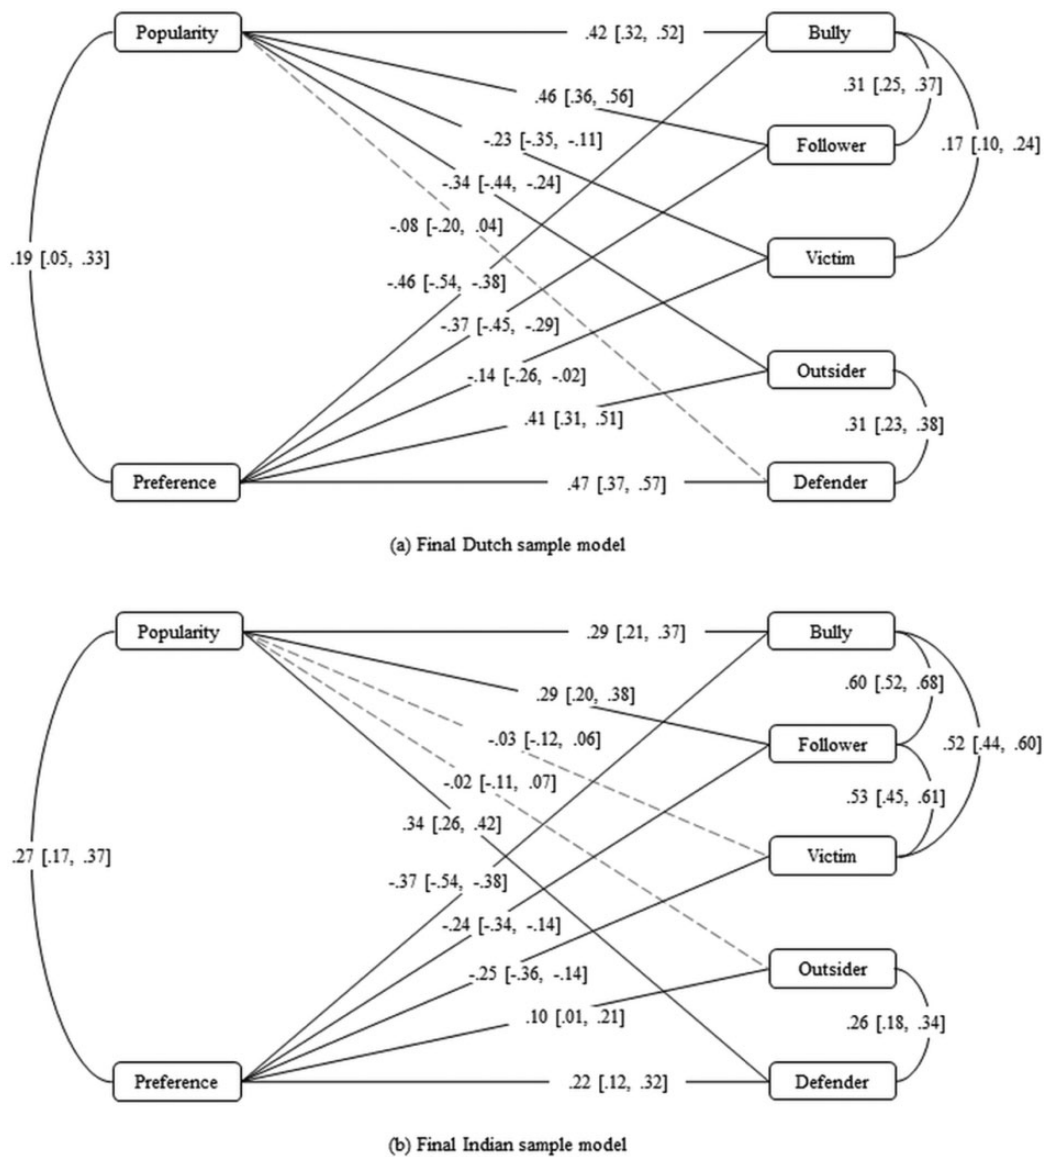 Popularity
.42 [.32, .52]
Bully
.31 [.25, .37]
.46 [.36, .56]
-.23 [-.35, -.11]
Follower
.17 [.10, .24]
-.34 [-.44, -.24]
-.08 [-.20, .04]
.19 [.05, .33]
Victim
-.46 [-.54, -.38]
-.37 [-.45, -.29]
-.14 [-.26, -.02]
Outsider
.41 [.31, .51]
.31 [.23, .38]
Preference
.47 [.37, .57]
Defender
(a) Final Dutch sample model
Popularity
.29 [.21, .37]
Bully
.60 [.52, .68]
.29 [.20, .38]
-.03 [-.12, .06]
Follower
.52 [.44, .60]
-.02 [-.11, .07]
.53 [.45, .61]
.34 [.26, .42]
.27 [.17, .37]
Victim
-.37 [-.54, -.38]
-.24 [-.34, -.14]
-.25 [-.36, -.14]
Outsider
.10 [.01, .21]
.26 [.18, .34]
Preference
.22 [.12, .32]
Defender
(b) Final Indian sample model